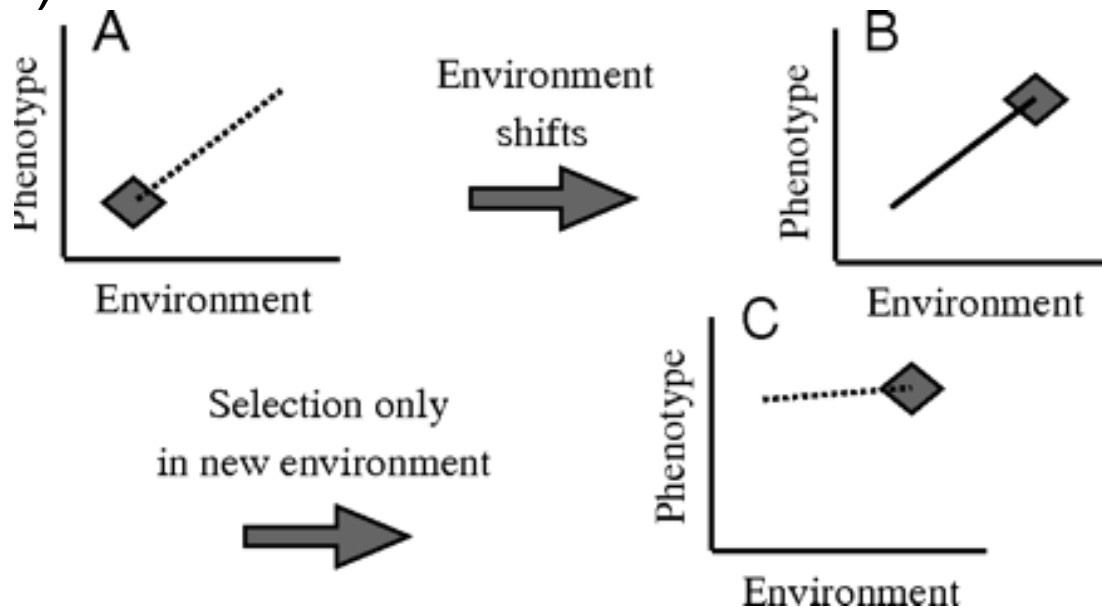 A
Phenotype
Environment
Environment
shifts
B
Phenotype
Environment
Selection only
in new environment
C
Phenotype
Environment